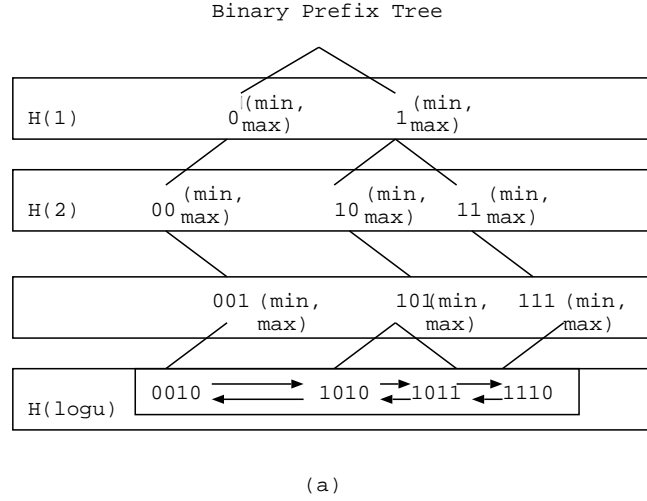 Binary Prefix Tree
H(1) 0 (min, max) 1 (min, max)
H(2) 00 (min, max) 10 (min, max) 11 (min, max)
001 (min, max) 101 (min, max) 111 (min, max)
H(logu) 0010 1010 1011 1110
(a)